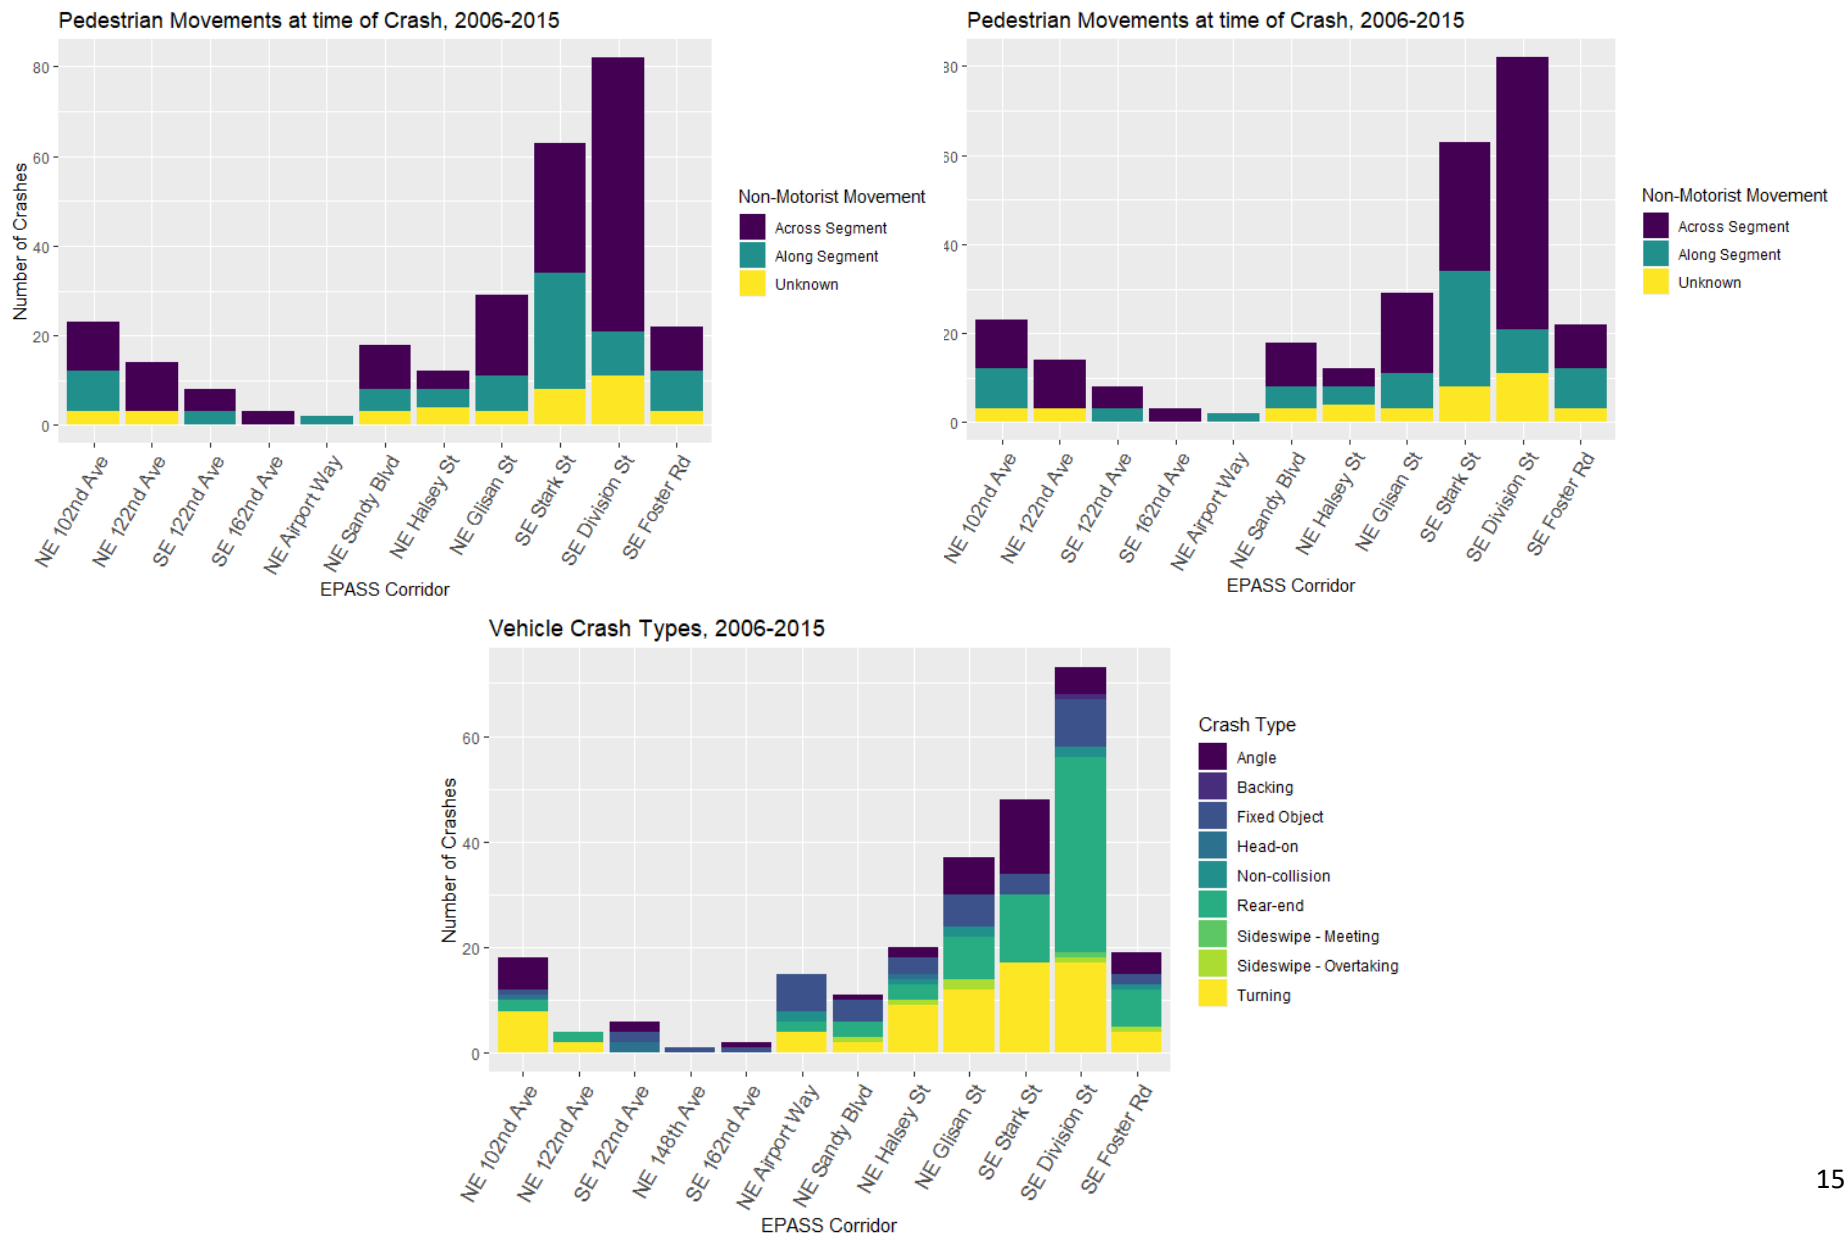 Pedestrian Movements at time of Crash, 2006-2015
80
60
40
20
0
Number of Crashes
NE 102nd Ave
NE 122nd Ave
SE 122nd Ave
SE 162nd Ave
NE Airport Way
NE Sandy Blvd
NE Halsey St
NE Glisan St
SE Stark St
SE Division St
SE Foster Rd
EPASS Corridor
Non-Motorist Movement
Across Segment
Along Segment
Unknown
Pedestrian Movements at time of Crash, 2006-2015
80
60
40
20
0
NE 102nd Ave
NE 122nd Ave
SE 122nd Ave
SE 162nd Ave
NE Airport Way
NE Sandy Blvd
NE Halsey St
NE Glisan St
SE Stark St
SE Division St
SE Foster Rd
EPASS Corridor
Non-Motorist Movement
Across Segment
Along Segment
Unknown
Vehicle Crash Types, 2006-2015
60
40
20
0
Number of Crashes
NE 102nd Ave
NE 122nd Ave
SE 122nd Ave
NE 148th Ave
SE 162nd Ave
NE Airport Way
NE Sandy Blvd
NE Halsey St
NE Glisan St
SE Stark St
SE Division St
SE Foster Rd
EPASS Corridor
Crash Type
Angle
Backing
Fixed Object
Head-on
Non-collision
Rear-end
Sideswipe - Meeting
Sideswipe - Overtaking
Turning
15